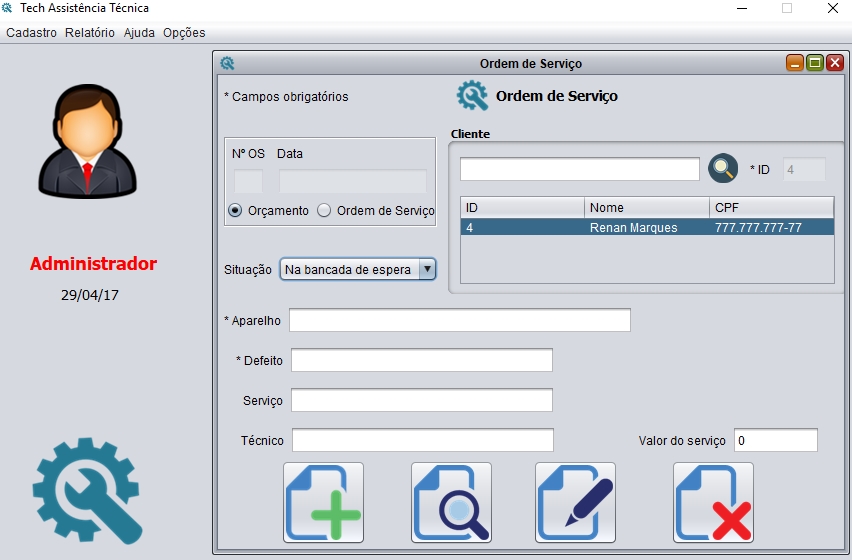 Tech Assistência Técnica
Cadastro Relatório Ajuda Opções
Administrador
29/04/17
Ordem de Serviço
* Campos obrigatórios
Ordem de Serviço
Nº OS Data
Orçamento Ordem de Serviço
Cliente
* ID 4
ID Nome CPF
4 Renan Marques 777.777.777-77
Situação Na bancada de espera
* Aparelho
* Defeito
Serviço
Técnico
Valor do serviço 0